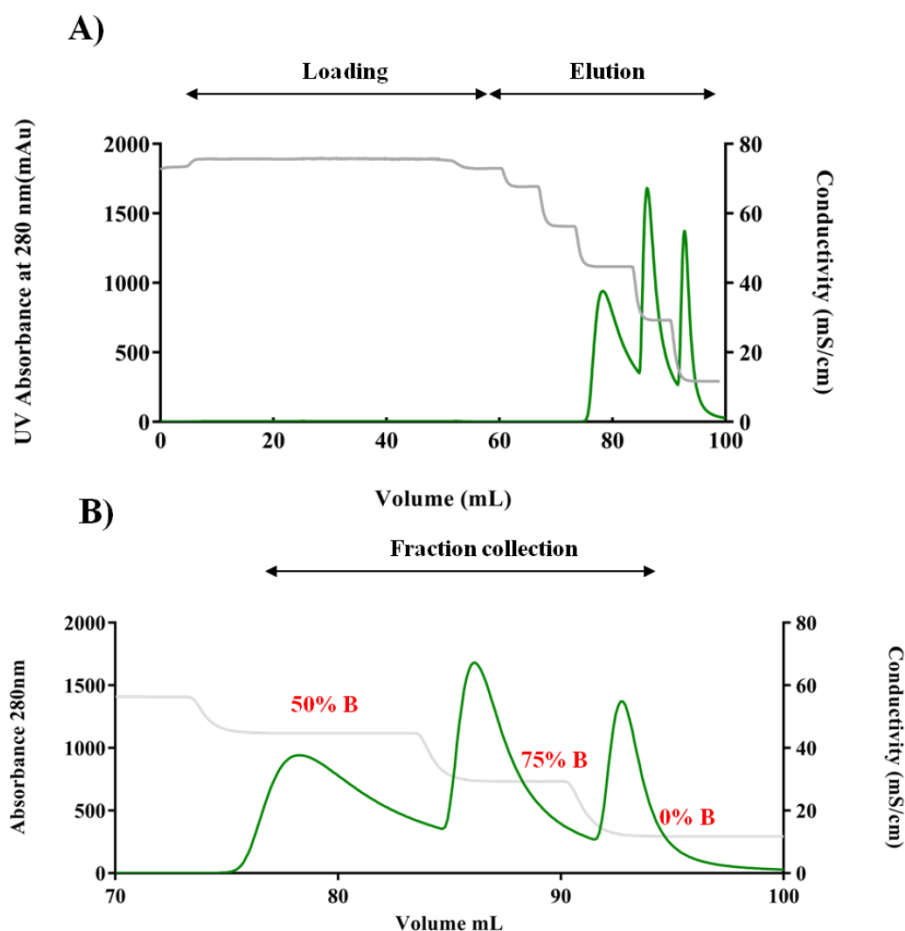 A)
Loading
Elution
2000
1500
1000
500
0
80
60
40
20
0
0
20
40
60
80
100
UV Absorbance at 280 nm(mAu)
Conductivity (mS/cm)
Volume (mL)
B)
Fraction collection
2000
1500
1000
500
0
80
60
40
20
0
70
80
90
100
50% B
75% B
0% B
Absorbance 280nm
Conductivity (mS/cm)
Volume mL